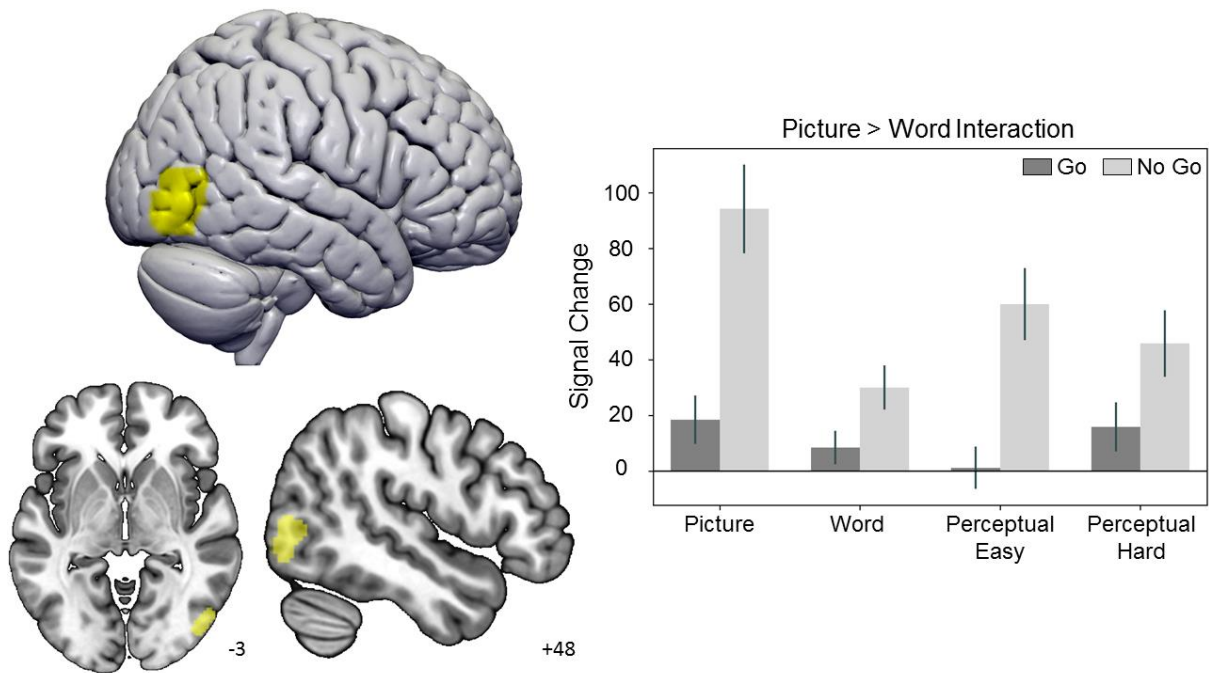 -3
+48
Picture > Word Interaction
Go No Go
Signal Change
100
80
60
40
20
0
Picture Word Perceptual Easy Perceptual Hard